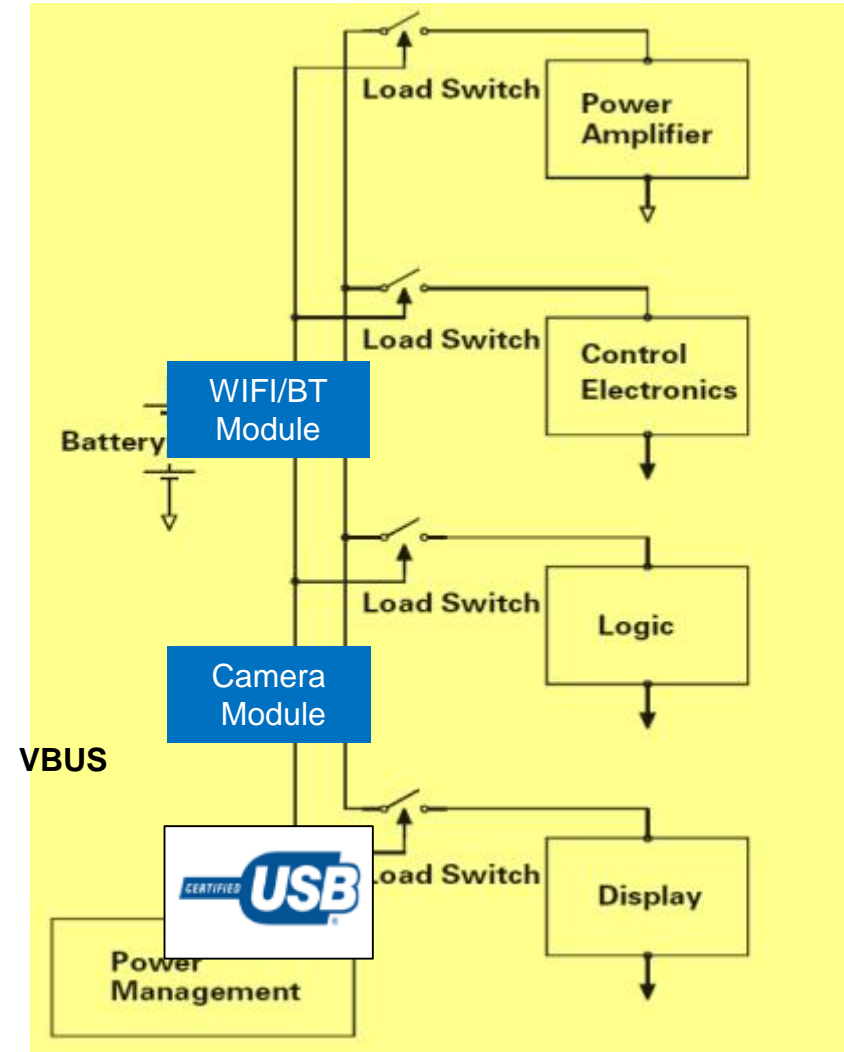 Load Switch
Power
Amplifier
Load Switch
Control
Electronics
WIFI/BT
Module
Battery
Load Switch
Logic
Camera
Module
VBUS
CERTIFIED USB®
oad Switch
Display
Power
Management